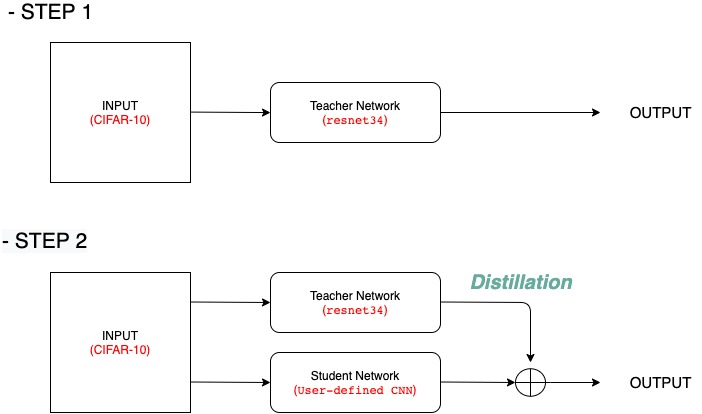 - STEP 1
INPUT
(CIFAR-10)
Teacher Network
(resnet34)
OUTPUT
- STEP 2
Distillation
Teacher Network
(resnet34)
INPUT
(CIFAR-10)
Student Network
(User-defined CNN)
OUTPUT